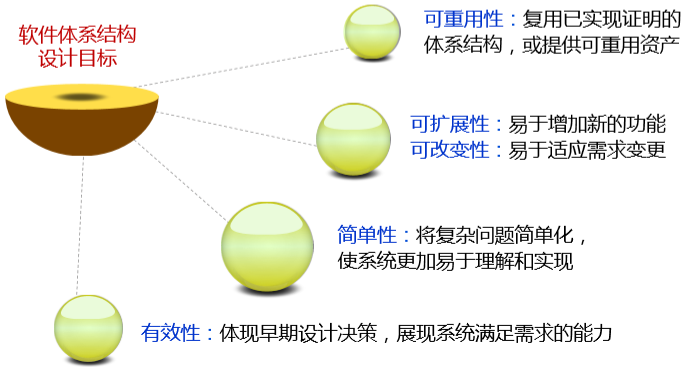 软件体系结构
设计目标
可重用性：复用已实现证明的
体系结构，或提供可重用资产
可扩展性：易于增加新的功能
可改变性：易于适应需求变更
简单性：将复杂问题简单化，
使系统更加易于理解和实现
有效性：体现早期设计决策，展现系统满足需求的能力